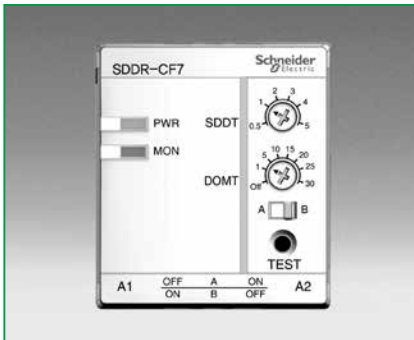 SDDR-CF7
Schneider
Electric
PWR
MON
SDDT
0.5 1 2 3 4 5
DOMT
Off 1 5 10 15 20 25 30
A B
TEST
A1 OFF A ON A2
ON B OFF